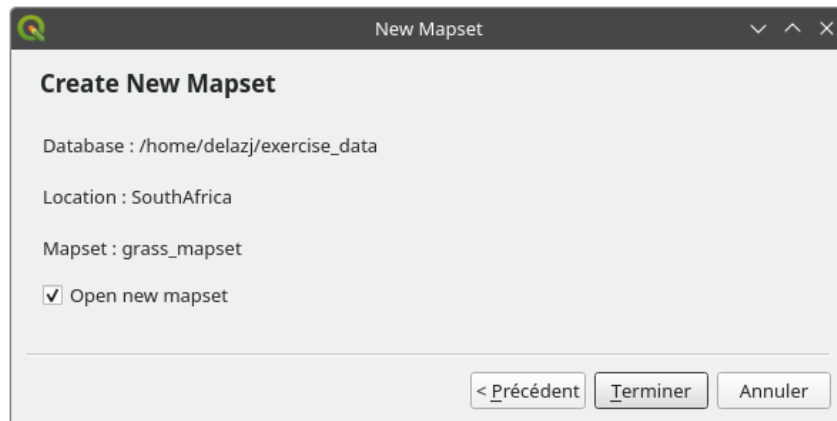 New Mapset
Create New Mapset
Database : /home/delazj/exercise_data
Location : SouthAfrica
Mapset : grass_mapset
Open new mapset
< Précédent Terminer Annuler